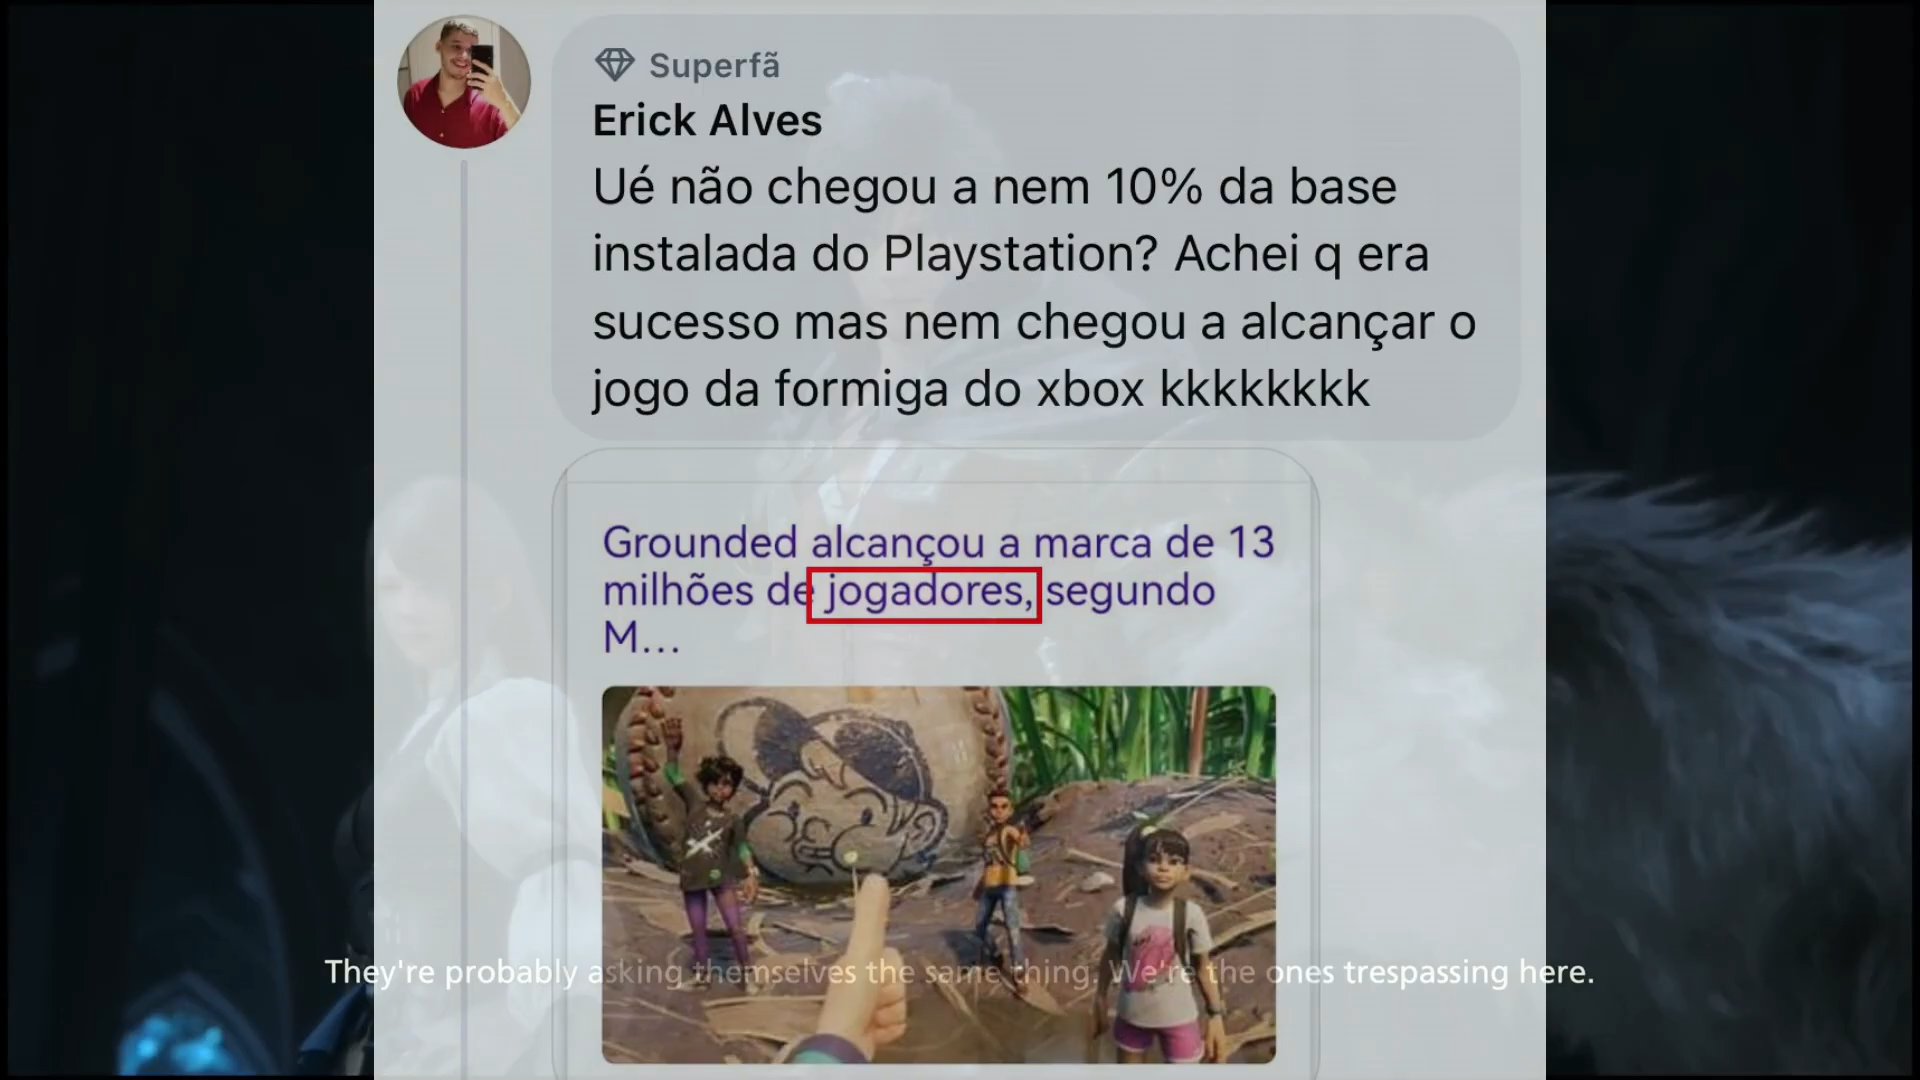 Superfã
Erick Alves
Ué não chegou a nem 10% da base
instalada do Playstation? Achei q era
sucesso mas nem chegou a alcançar o
jogo da formiga do xbox kkkkkkkk
Grounded alcançou a marca de 13
milhões de jogadores, segundo
M...
They're probably asking themselves the same thing. We're the ones trespassing here.